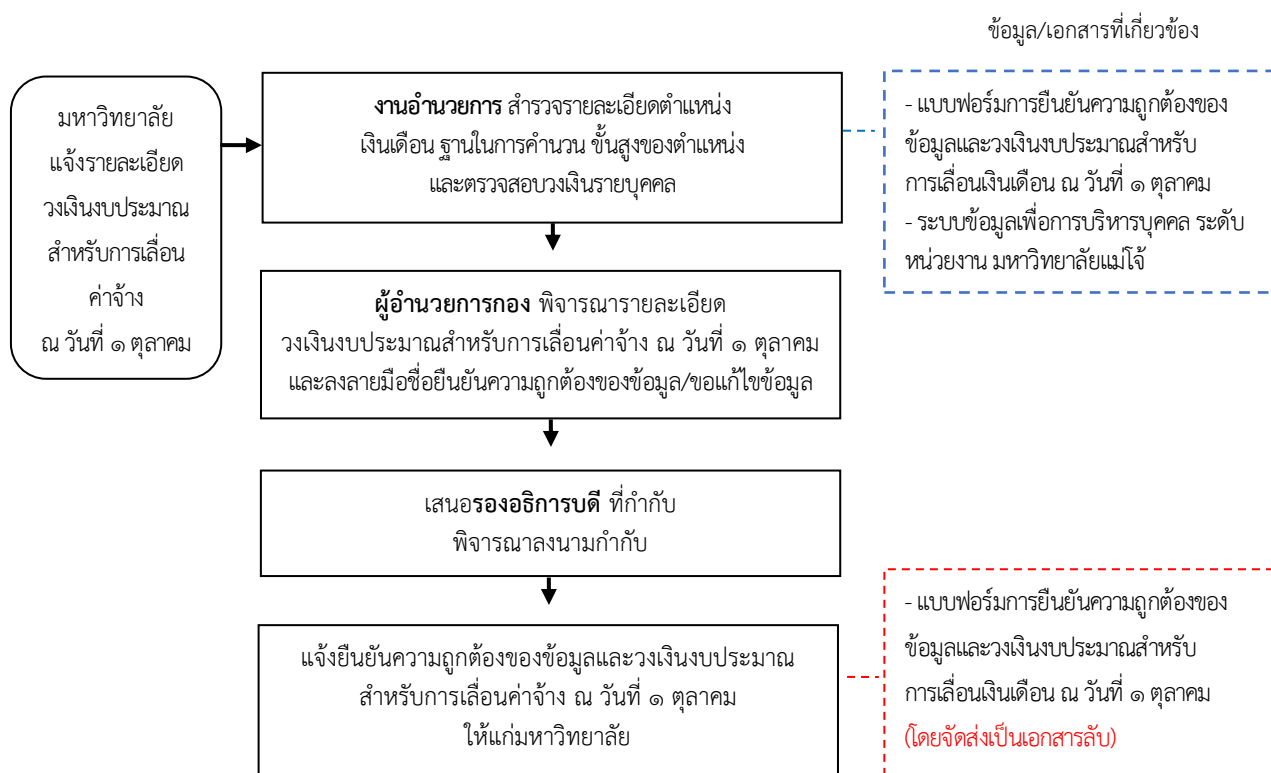 ข้อมูล/เอกสารที่เกี่ยวข้อง
มหาวิทยาลัย
แจ้งรายละเอียด
วงเงินงบประมาณ
สำหรับการเลื่อน
ค่าจ้าง
ณ วันที่ ๑ ตุลาคม
งานอำนวยการ สำรวจรายละเอียดตำแหน่ง
เงินเดือน ฐานในการคำนวน ขั้นสูงของตำแหน่ง
และตรวจสอบวงเงินรายบุคคล
- แบบฟอร์มการยืนยันความถูกต้องของ
ข้อมูลและวงเงินงบประมาณสำหรับ
การเลื่อนเงินเดือน ณ วันที่ ๑ ตุลาคม
- ระบบข้อมูลเพื่อการบริหารบุคคล ระดับ
หน่วยงาน มหาวิทยาลัยแม่โจ้
ผู้อำนวยการกอง พิจารณารายละเอียด
วงเงินงบประมาณสำหรับการเลื่อนค่าจ้าง ณ วันที่ ๑ ตุลาคม
และลงลายมือชื่อยืนยันความถูกต้องของข้อมูล/ขอแก้ไขข้อมูล
เสนอรองอธิการบดี ที่กำกับ
พิจารณาลงนามกำกับ
แจ้งยืนยันความถูกต้องของข้อมูลและวงเงินงบประมาณ
สำหรับการเลื่อนค่าจ้าง ณ วันที่ ๑ ตุลาคม
ให้แก่มหาวิทยาลัย
- แบบฟอร์มการยืนยันความถูกต้องของ
ข้อมูลและวงเงินงบประมาณสำหรับ
การเลื่อนเงินเดือน ณ วันที่ ๑ ตุลาคม
(โดยจัดส่งเป็นเอกสารลับ)